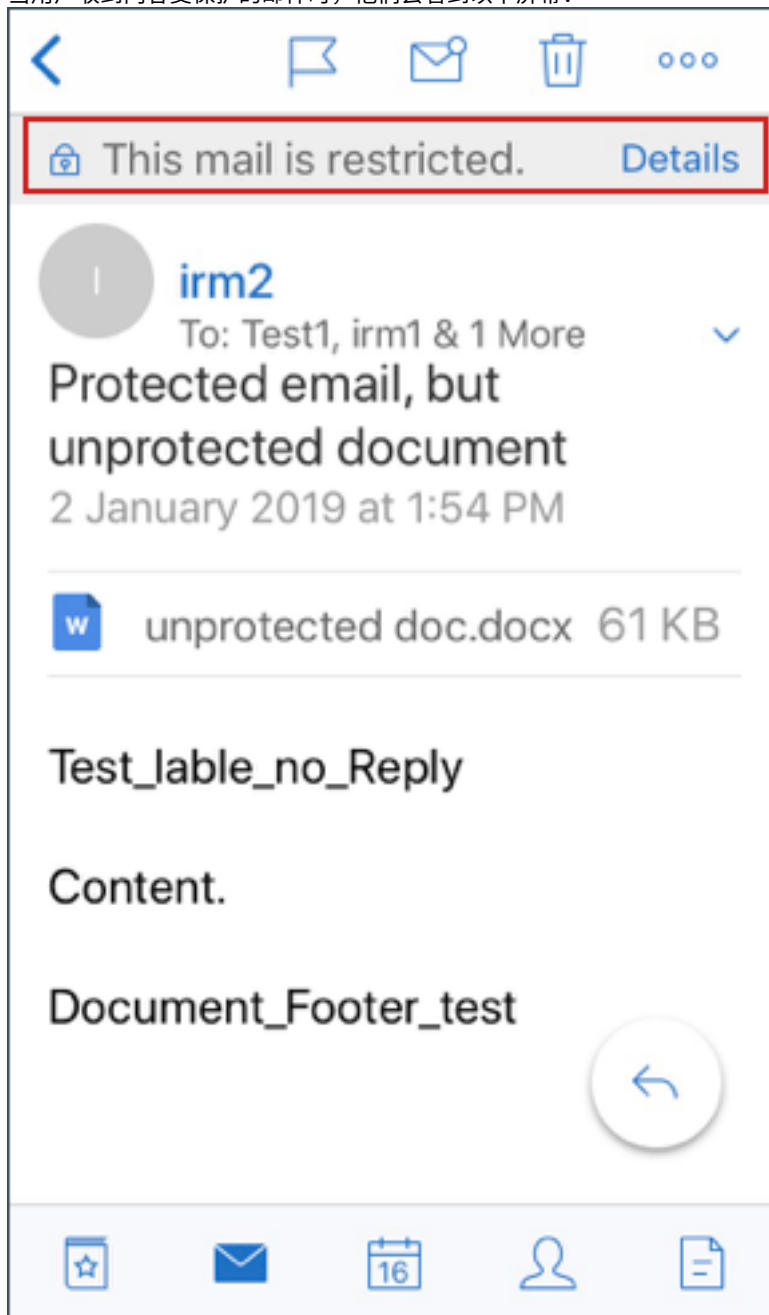 This mail is restricted. Details
I
irm2
To: Test1, irm1 & 1 More
Protected email, but
unprotected document
2 January 2019 at 1:54 PM
W unprotected doc.docx 61 KB
Test_lable_no_Reply
Content.
Document_Footer_test
16